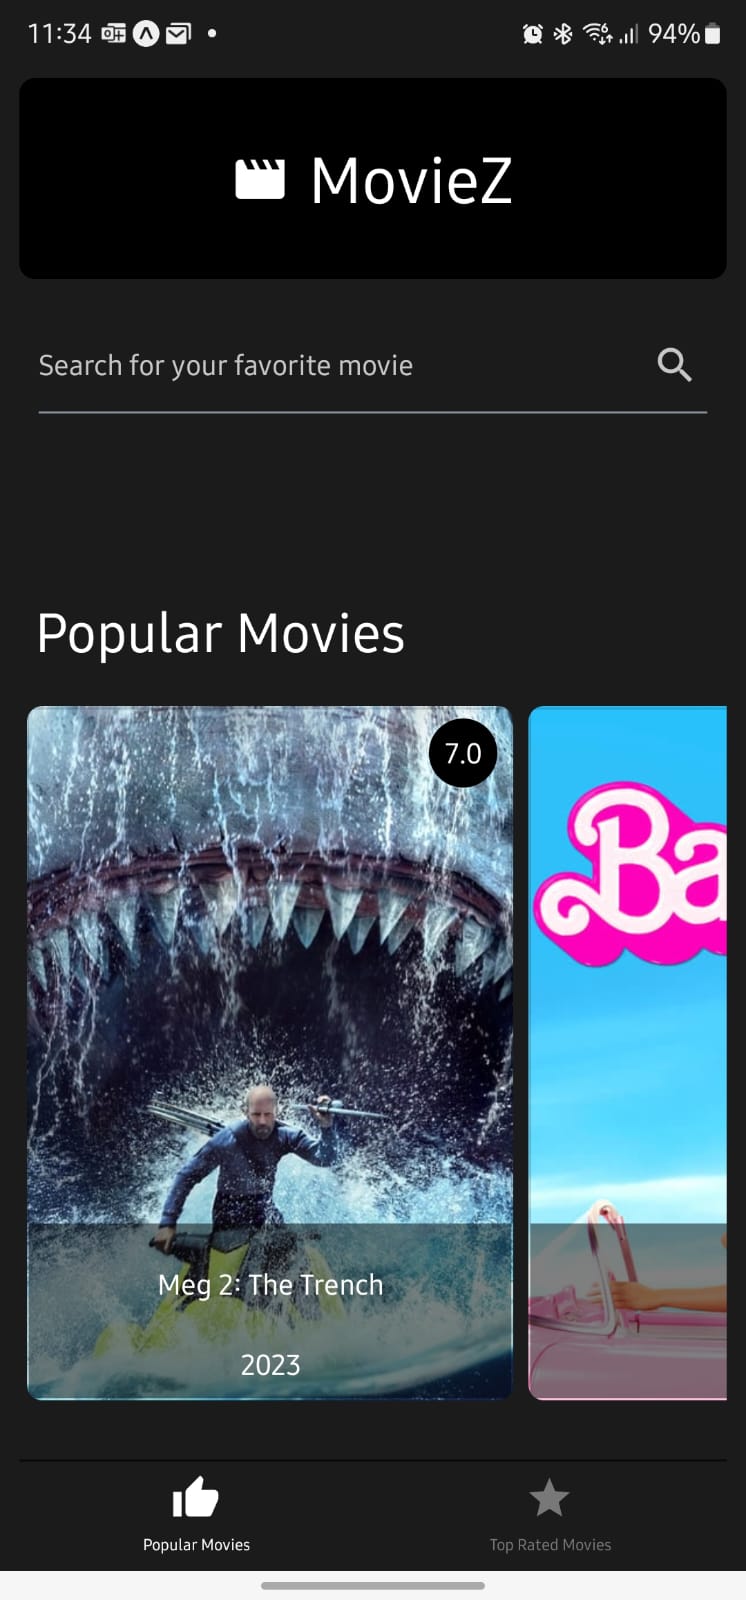 11:34
94%
MovieZ
Search for your favorite movie
Popular Movies
7.0
Ba
Meg 2: The Trench
2023
Popular Movies
Top Rated Movies